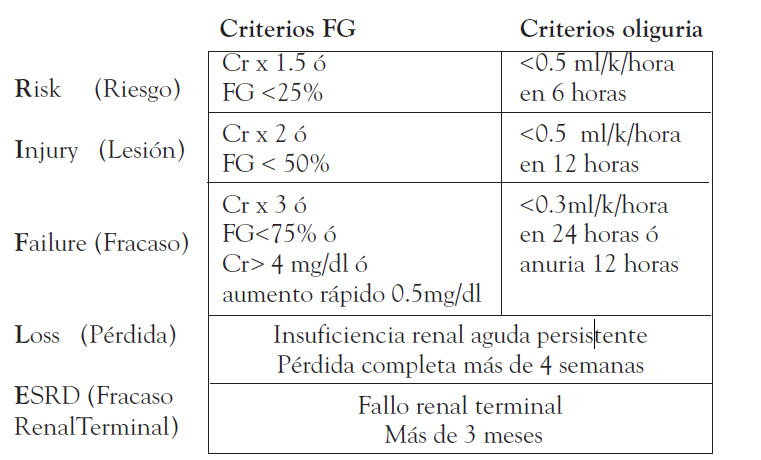 Criterios FG Criterios oliguria
Risk (Riesgo)
Cr x 1.5 ó
FG <25%
<0.5 ml/k/hora
en 6 horas
Injury (Lesión)
Cr x 2 ó
FG < 50%
<0.5 ml/k/hora
en 12 horas
Failure (Fracaso)
Cr x 3 ó
FG<75% ó
Cr> 4 mg/dl ó
aumento rápido 0.5mg/dl
<0.3ml/k/hora
en 24 horas ó
anuria 12 horas
Loss (Pérdida)
Insuficiencia renal aguda persistente
Pérdida completa más de 4 semanas
ESRD (Fracaso
RenalTerminal)
Fallo renal terminal
Más de 3 meses